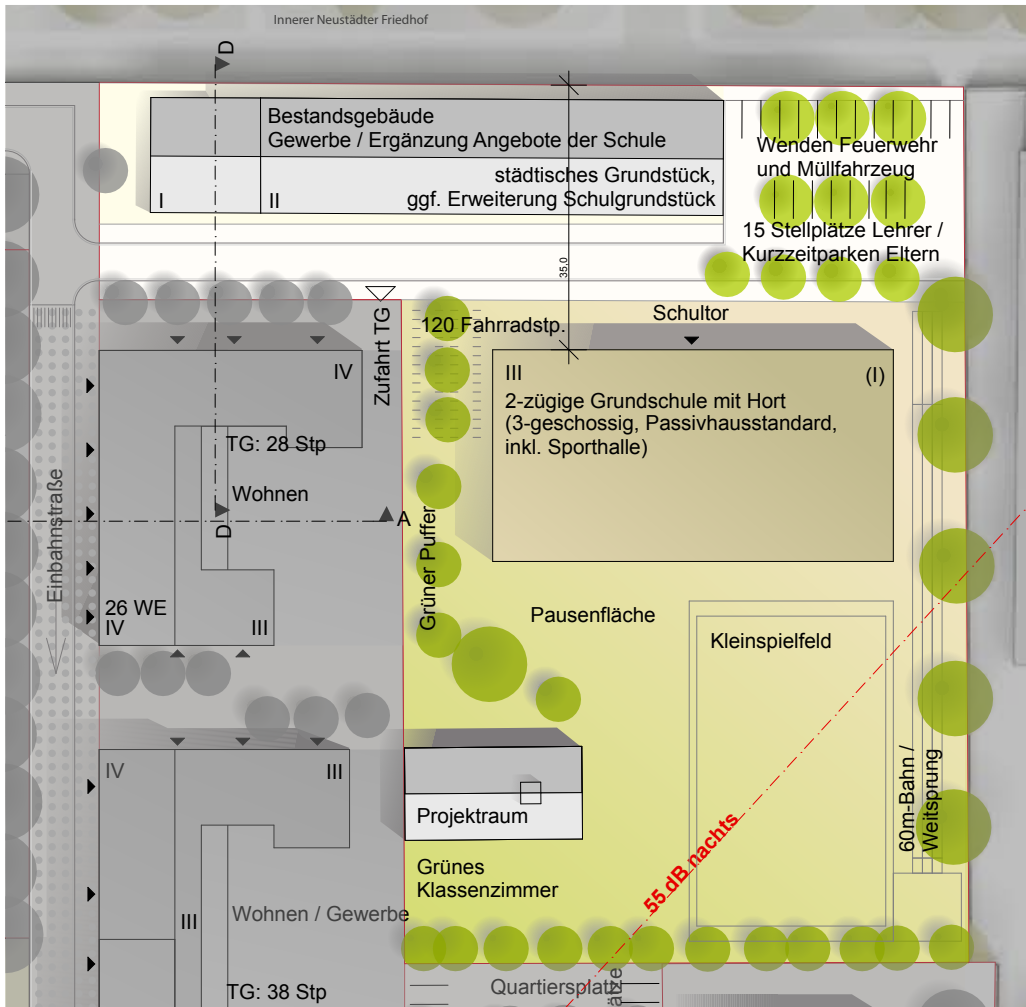 Innerer Neustädter Friedhof
D
Bestandsgebäude
Gewerbe / Ergänzung Angebote der Schule
städtisches Grundstück,
ggf. Erweiterung Schulgrundstück
I
II
Wenden Feuerwehr
und Müllfahrzeug
15 Stellplätze Lehrer /
Kurzzeitparken Eltern
35.0
Zufahrt TG
120 Fahrradstp.
Schultor
IV
III
(I)
2-zügige Grundschule mit Hort
(3-geschossig, Passivhausstandard,
inkl. Sporthalle)
TG: 28 Stp
Wohnen
D
A
Einbahnstraße
Grüner Puffer
26 WE
IV
III
Pausenfläche
Kleinspielfeld
IV
III
Projektraum
Grünes
Klassenzimmer
60m-Bahn /
Weitsprung
55 dB nachts
III
Wohnen / Gewerbe
TG: 38 Stp
Quartiersplatz